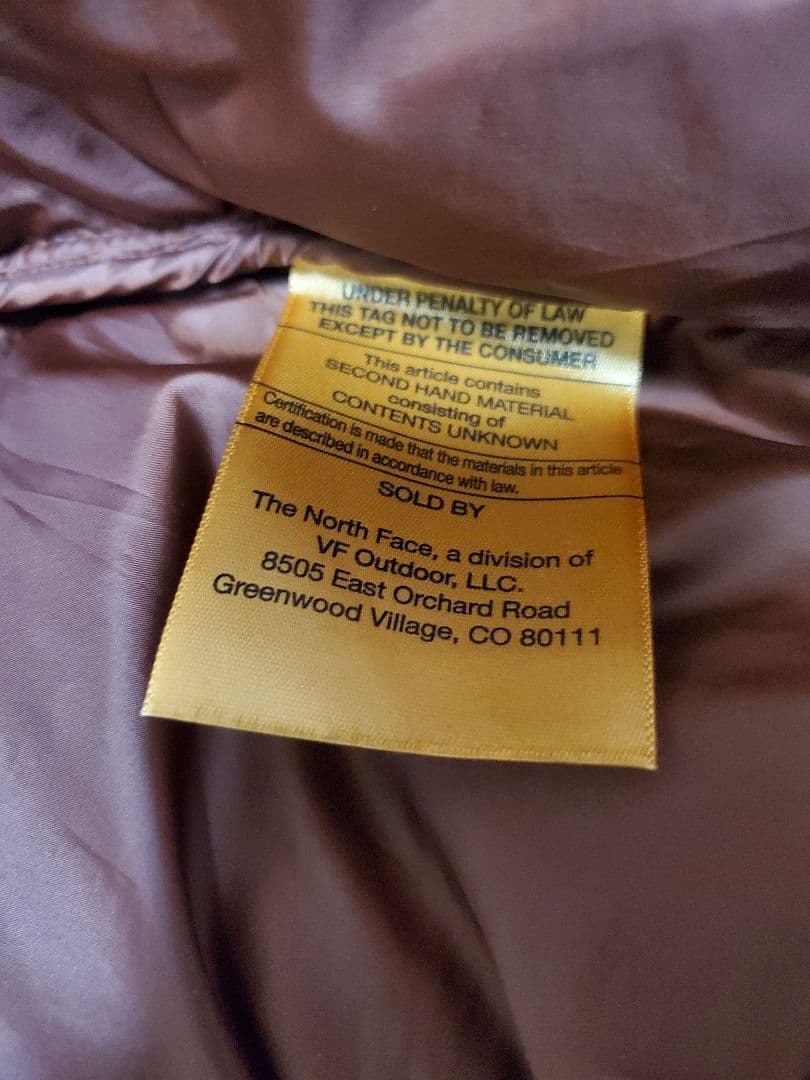 UNDER PENALTY OF LAW
THIS TAG NOT TO BE REMOVED
EXCEPT BY THE CONSUMER
This article contains
SECOND HAND MATERIAL
consisting of
CONTENTS UNKNOWN
Certification is made that the materials in this article
are described in accordance with law.
SOLD BY
The North Face, a division of
VF Outdoor, LLC.
8505 East Orchard Road
Greenwood Village, CO 80111